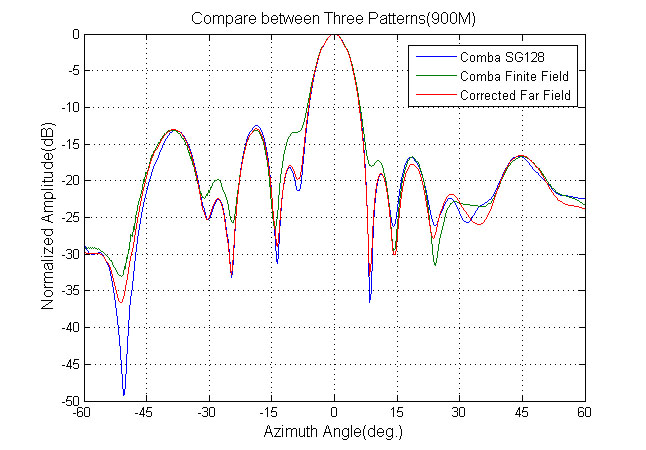 Compare between Three Patterns(900M)
Comba SG128
Comba Finite Field
Corrected Far Field
Normalized Amplitude(dB)
0
-5
-10
-15
-20
-25
-30
-35
-40
-45
-50
-60 -45 -30 -15 0 15 30 45 60
Azimuth Angle(deg.)